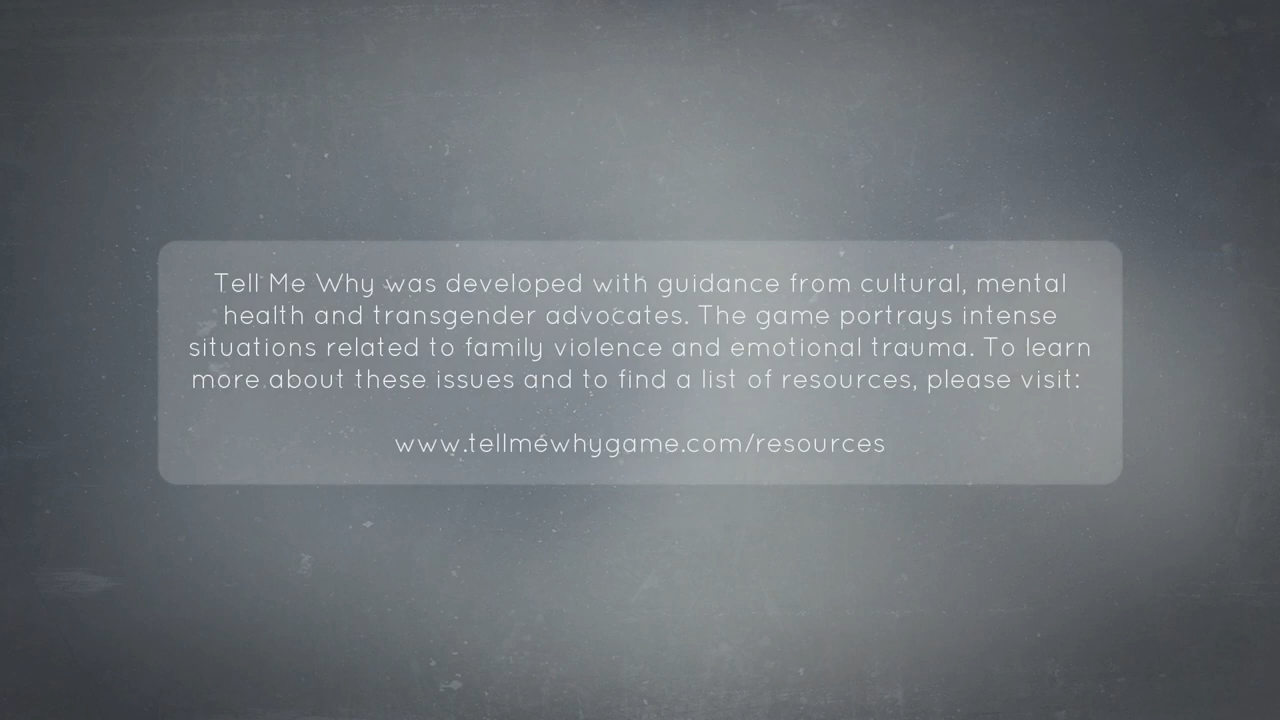 Tell Me Why was developed with guidance from cultural, mental
health and transgender advocates. The game portrays intense
situations related to family violence and emotional trauma. To learn
more about these issues and to find a list of resources, please visit:
www.tellmewhygame.com/resources